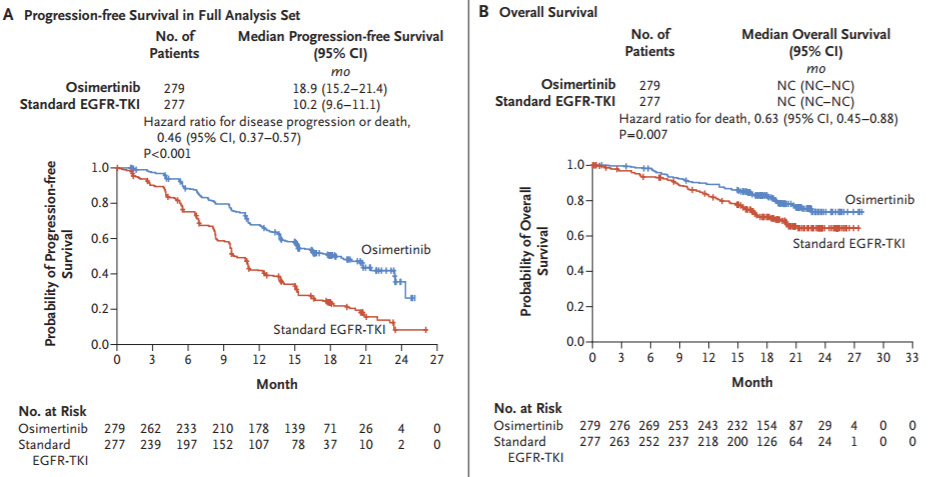 A Progression-free Survival in Full Analysis Set
No. of Patients
Median Progression-free Survival (95% CI)
mo
Osimertinib 279 18.9 (15.2–21.4)
Standard EGFR-TKI 277 10.2 (9.6–11.1)
Hazard ratio for disease progression or death,
0.46 (95% CI, 0.37–0.57)
P<0.001
Probability of Progression-free Survival
1.0
0.8
0.6
0.4
0.2
0.0
Osimertinib
Standard EGFR-TKI
0 3 6 9 12 15 18 21 24 27
Month
No. at Risk
Osimertinib 279 262 233 210 178 139 71 26 4 0
Standard EGFR-TKI 277 239 197 152 107 78 37 10 2 0
B Overall Survival
No. of Patients
Median Overall Survival (95% CI)
mo
Osimertinib 279 NC (NC–NC)
Standard EGFR-TKI 277 NC (NC–NC)
Hazard ratio for death, 0.63 (95% CI, 0.45–0.88)
P=0.007
Probability of Overall Survival
1.0
0.8
0.6
0.4
0.2
0.0
Osimertinib
Standard EGFR-TKI
0 3 6 9 12 15 18 21 24 27 30 33
Month
No. at Risk
Osimertinib 279 276 269 253 243 232 154 87 29 4 0 0
Standard EGFR-TKI 277 263 252 237 218 200 126 64 24 1 0 0